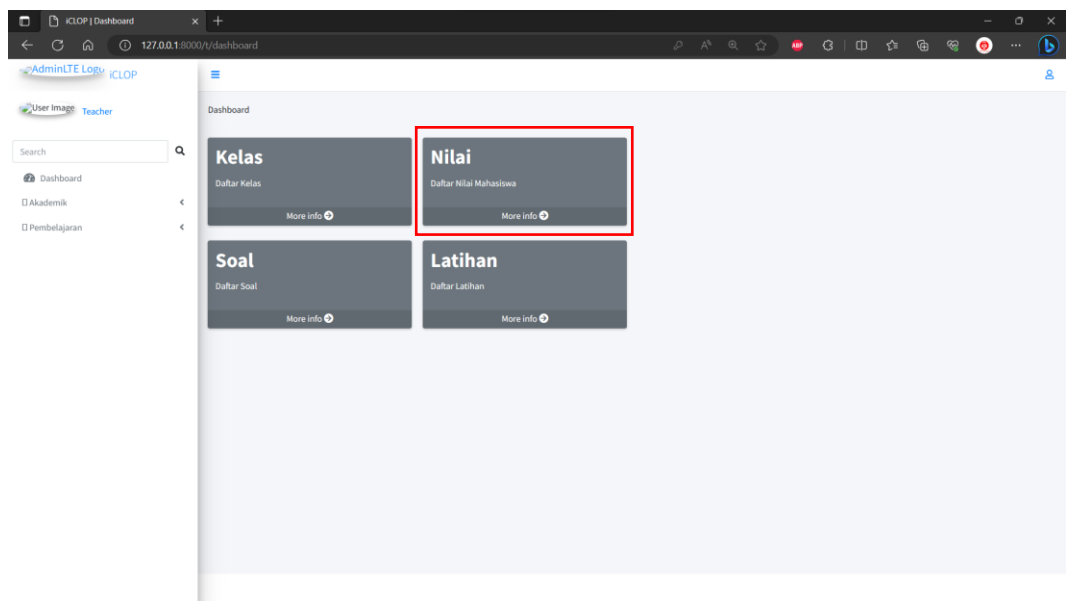 iCLOP | Dashboard
127.0.0.1:8000/t/dashboard
ABP
AdminLTE Logo iCLOP
User Image Teacher
Search
Dashboard
Akademik
Pembelajaran
Dashboard
Kelas
Daftar Kelas
More info
Nilai
Daftar Nilai Mahasiswa
More info
Soal
Daftar Soal
More info
Latihan
Daftar Latihan
More info